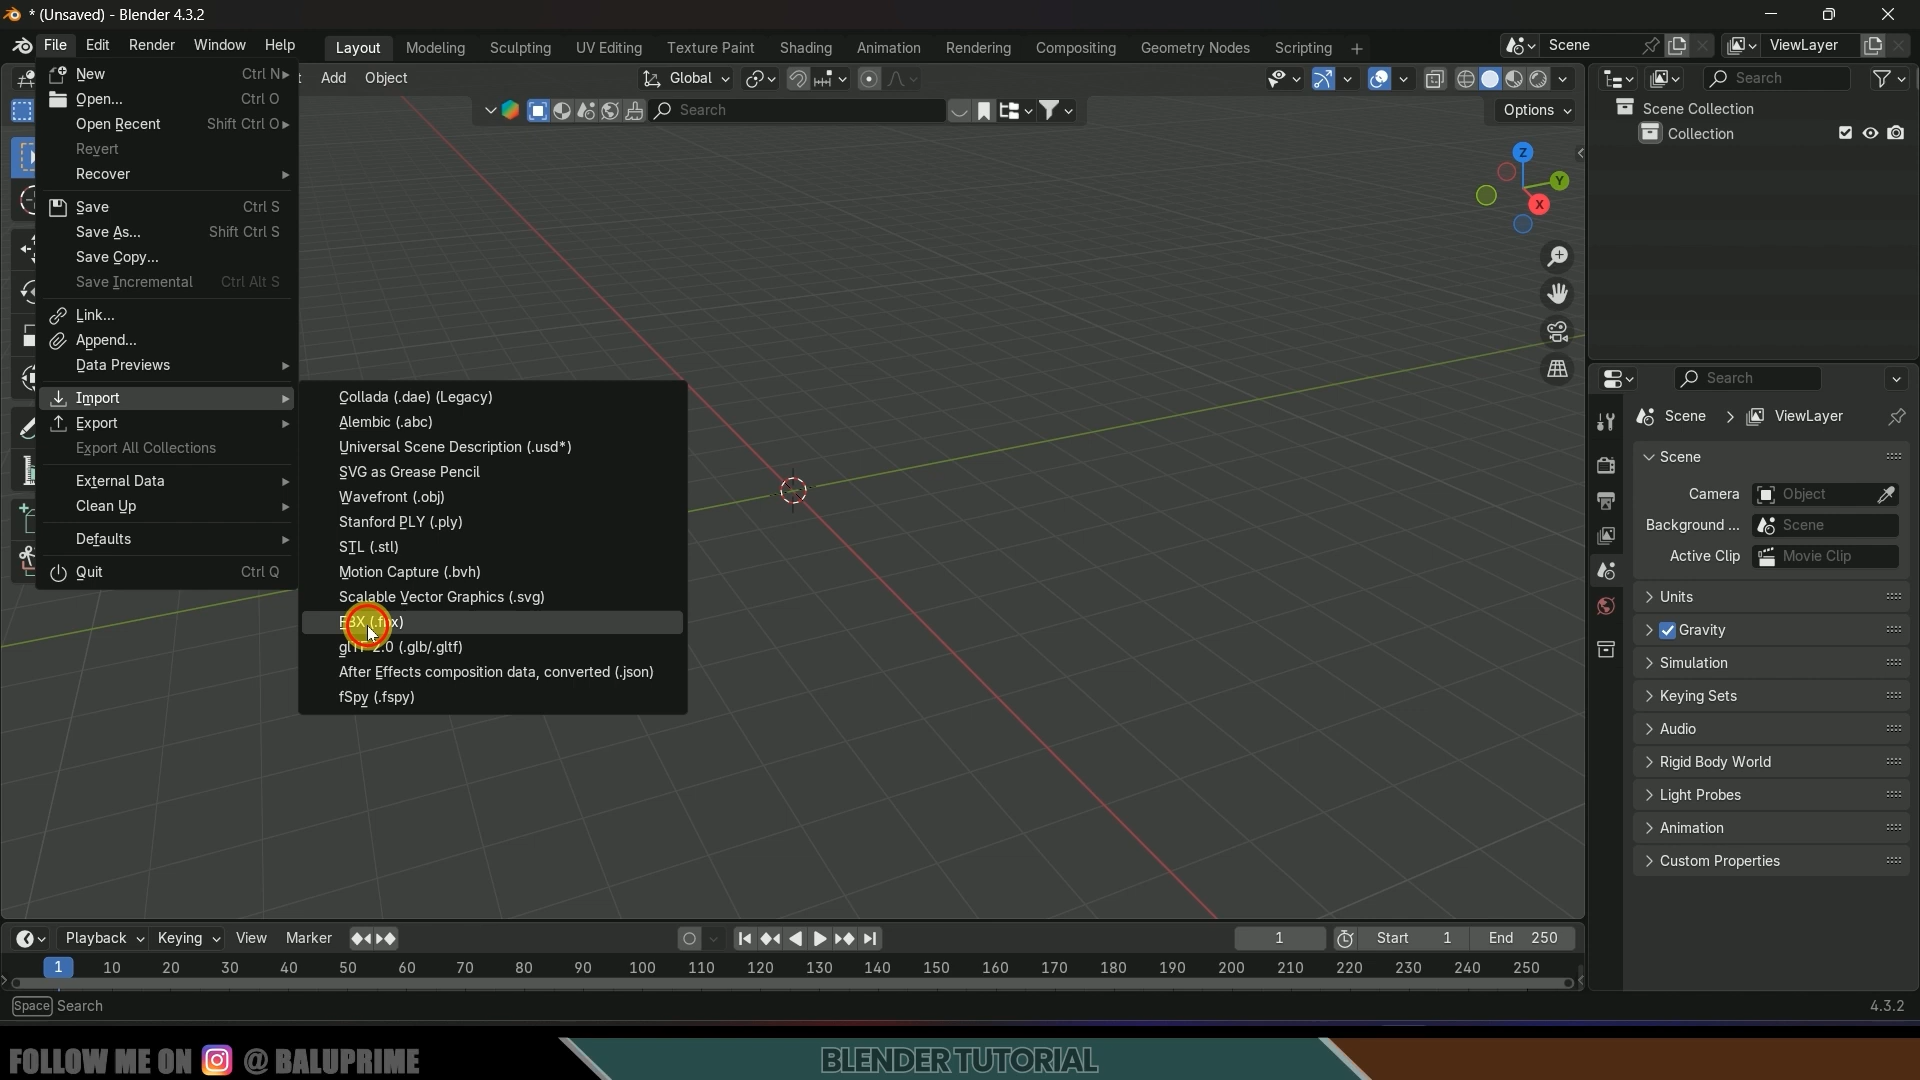 * (Unsaved) - Blender 4.3.2
File Edit Render Window Help Layout Modeling Sculpting UV Editing Texture Paint Shading Animation Rendering Compositing Geometry Nodes Scripting + Scene ViewLayer
New Ctrl N
Add Object Global Search
Open... Ctrl O
Search Options
Scene Collection
Open Recent Shift Ctrl O
Collection
Revert
Recover
Z
Y
X
Save Ctrl S
Save As... Shift Ctrl S
Save Copy...
Save Incremental Ctrl Alt S
Link...
Append...
Data Previews
Search
Import
Export
Export All Collections
External Data
Clean Up
Defaults
Quit Ctrl Q
Collada (.dae) (Legacy)
Alembic (.abc)
Universal Scene Description (.usd*)
SVG as Grease Pencil
Wavefront (.obj)
Stanford PLY (.ply)
STL (.stl)
Motion Capture (.bvh)
Scalable Vector Graphics (.svg)
FBX (.fbx)
glTF 2.0 (.glb/.gltf)
After Effects composition data, converted (.json)
fSpy (.fspy)
Scene > ViewLayer
Scene
Camera Object
Background ... Scene
Active Clip Movie Clip
Units
Gravity
Simulation
Keying Sets
Audio
Rigid Body World
Light Probes
Animation
Custom Properties
Playback Keying View Marker 1 Start 1 End 250
1 10 20 30 40 50 60 70 80 90 100 110 120 130 140 150 160 170 180 190 200 210 220 230 240 250
Space Search 4.3.2
FOLLOW ME ON @ BALUPRIME BLENDER TUTORIAL